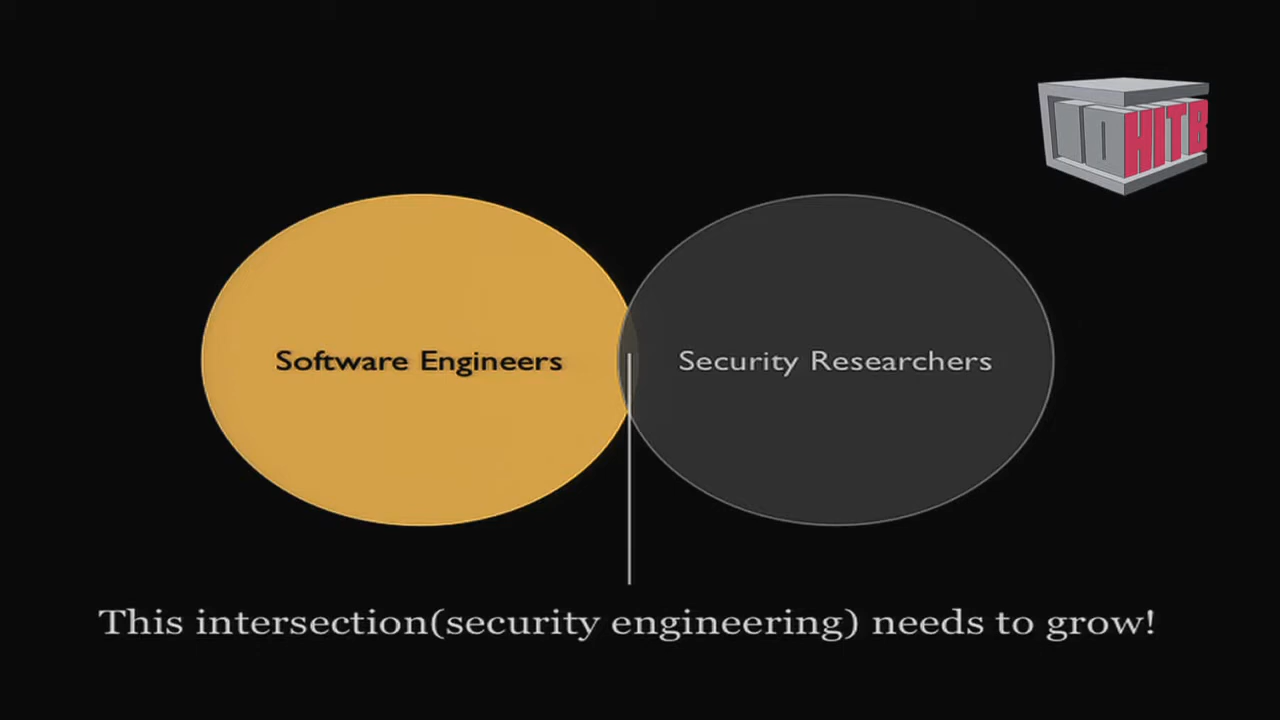 HITB
Software Engineers
Security Researchers
This intersection(security engineering) needs to grow!